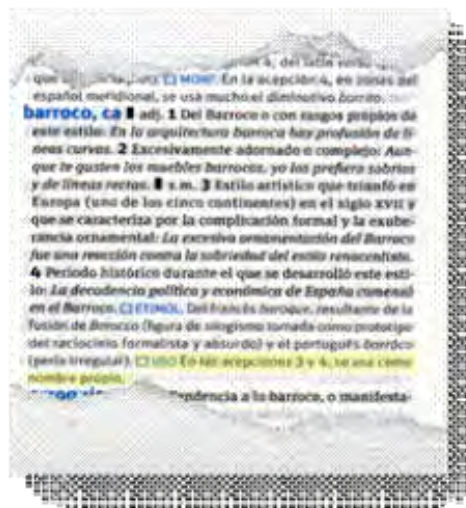 4, del latín
que MORF. En la acepción 4, en zonas del
español meridional, se usa mucho el diminutivo barrito.
barroco, ca ▮ adj. 1 Del Barroco o con rasgos propios de
este estilo: En la arquitectura barroca hay profusión de lí-
neas curvas. 2 Excesivamente adornado o complejo: Aun-
que te gusten los muebles barrocos, yo los prefiero sobrios
y de líneas rectas. ▮ s.m. 3 Estilo artístico que triunfó en
Europa (uno de los cinco continentes) en el siglo XVII y
que se caracteriza por la complicación formal y la exube-
rancia ornamental: La excesiva ornamentación del Barroco
fue una reacción contra la sobriedad del estilo renacentista.
4 Período histórico durante el que se desarrolló este esti-
lo: La decadencia política y económica de España comenzó
en el Barroco. ☐ ETIMOL. Del francés baroque, resultante de la
fusión de Barocco (figura de silogismo tomada como prototipo
del raciocinio formalista y absurdo) y el portugués barroco
(perla irregular). ☐ USO En las acepciones 3 y 4, se usa como
nombre propio.
Tendencia a lo barroco, o manifesta-